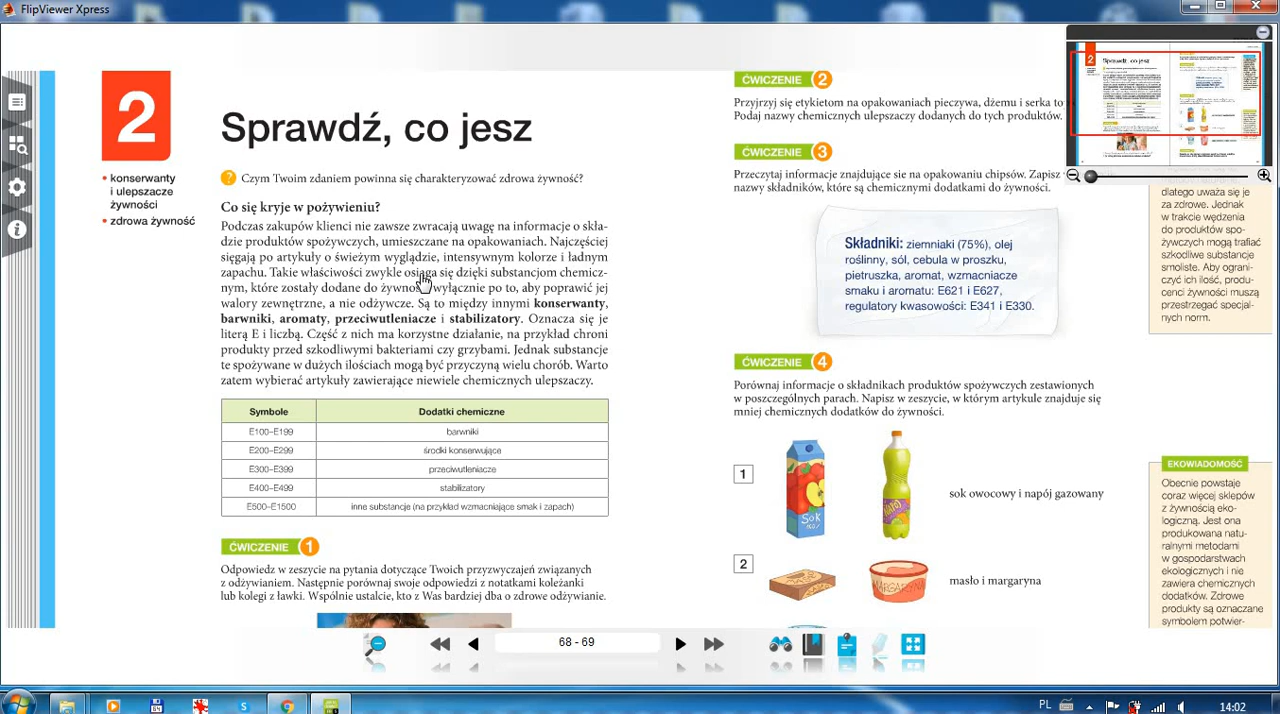 FlipViewer Xpress
2
Sprawdź, co jesz
• konserwanty
i ulepszacze
żywności
• zdrowa żywność
? Czym Twoim zdaniem powinna się charakteryzować zdrowa żywność?
Co się kryje w pożywieniu?
Podczas zakupów klienci nie zawsze zwracają uwagę na informacje o skła-
dzie produktów spożywczych, umieszczane na opakowaniach. Najczęściej
sięgają po artykuły o świeżym wyglądzie, intensywnym kolorze i ładnym
zapachu. Takie właściwości zwykle osiąga się dzięki substancjom chemicz-
nym, które zostały dodane do żywności wyłącznie po to, aby poprawić jej
walory zewnętrzne, a nie odżywcze. Są to między innymi konserwanty,
barwniki, aromaty, przeciwutleniacze i stabilizatory. Oznacza się je
literą E i liczbą. Część z nich ma korzystne działanie, na przykład chroni
produkty przed szkodliwymi bakteriami czy grzybami. Jednak substancje
te spożywane w dużych ilościach mogą być przyczyną wielu chorób. Warto
zatem wybierać artykuły zawierające niewiele chemicznych ulepszaczy.
Symbole Dodatki chemiczne
E100–E199 barwniki
E200–E299 środki konserwujące
E300–E399 przeciwutleniacze
E400–E499 stabilizatory
E500–E1500 inne substancje (na przykład wzmacniające smak i zapach)
ĆWICZENIE 1
Odpowiedz w zeszycie na pytania dotyczące Twoich przyzwyczajeń związanych
z odżywianiem. Następnie porównaj swoje odpowiedzi z notatkami koleżanki
lub kolegi z ławki. Wspólnie ustalcie, kto z Was bardziej dba o zdrowe odżywianie.
ĆWICZENIE 2
Przyjrzyj się etykietom na opakowaniach pieczywa, dżemu i serka to
Podaj nazwy chemicznych ulepszaczy dodanych do tych produktów.
ĆWICZENIE 3
Przeczytaj informacje znajdujące sie na opakowaniu chipsów. Zapisz
nazwy składników, które są chemicznymi dodatkami do żywności.
Składniki: ziemniaki (75%), olej
roślinny, sól, cebula w proszku,
pietruszka, aromat, wzmacniacze
smaku i aromatu: E621 i E627,
regulatory kwasowości: E341 i E330.
ĆWICZENIE 4
Porównaj informacje o składnikach produktów spożywczych zestawionych
w poszczególnych parach. Napisz w zeszycie, w którym artykule znajduje się
mniej chemicznych dodatków do żywności.
1
Sok
sok owocowy i napój gazowany
2
MARGARYNA
masło i margaryna
2
Sprawdź, co jesz
dlatego uważa się je
za zdrowe. Jednak
w trakcie wędzenia
do produktów spo-
żywczych mogą trafiać
szkodliwe substancje
smoliste. Aby ograni-
czyć ich ilość, produ-
cenci żywności muszą
przestrzegać specjal-
nych norm.
EKOWIADOMOŚĆ
Obecnie powstaje
coraz więcej sklepów
z żywnością eko-
logiczną. Jest ona
produkowana natu-
ralnymi metodami
w gospodarstwach
ekologicznych i nie
zawiera chemicznych
dodatków. Zdrowe
produkty są oznaczane
symbolem potwier-
68 - 69
PL
14:02